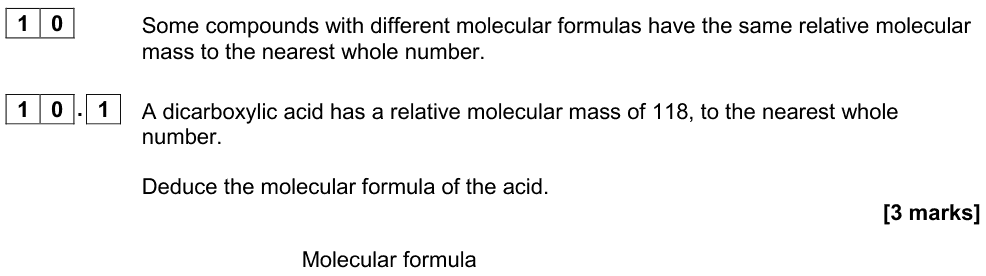 1 0 Some compounds with different molecular formulas have the same relative molecular
mass to the nearest whole number.
1 0 . 1 A dicarboxylic acid has a relative molecular mass of 118, to the nearest whole
number.
Deduce the molecular formula of the acid.
[3 marks]
Molecular formula